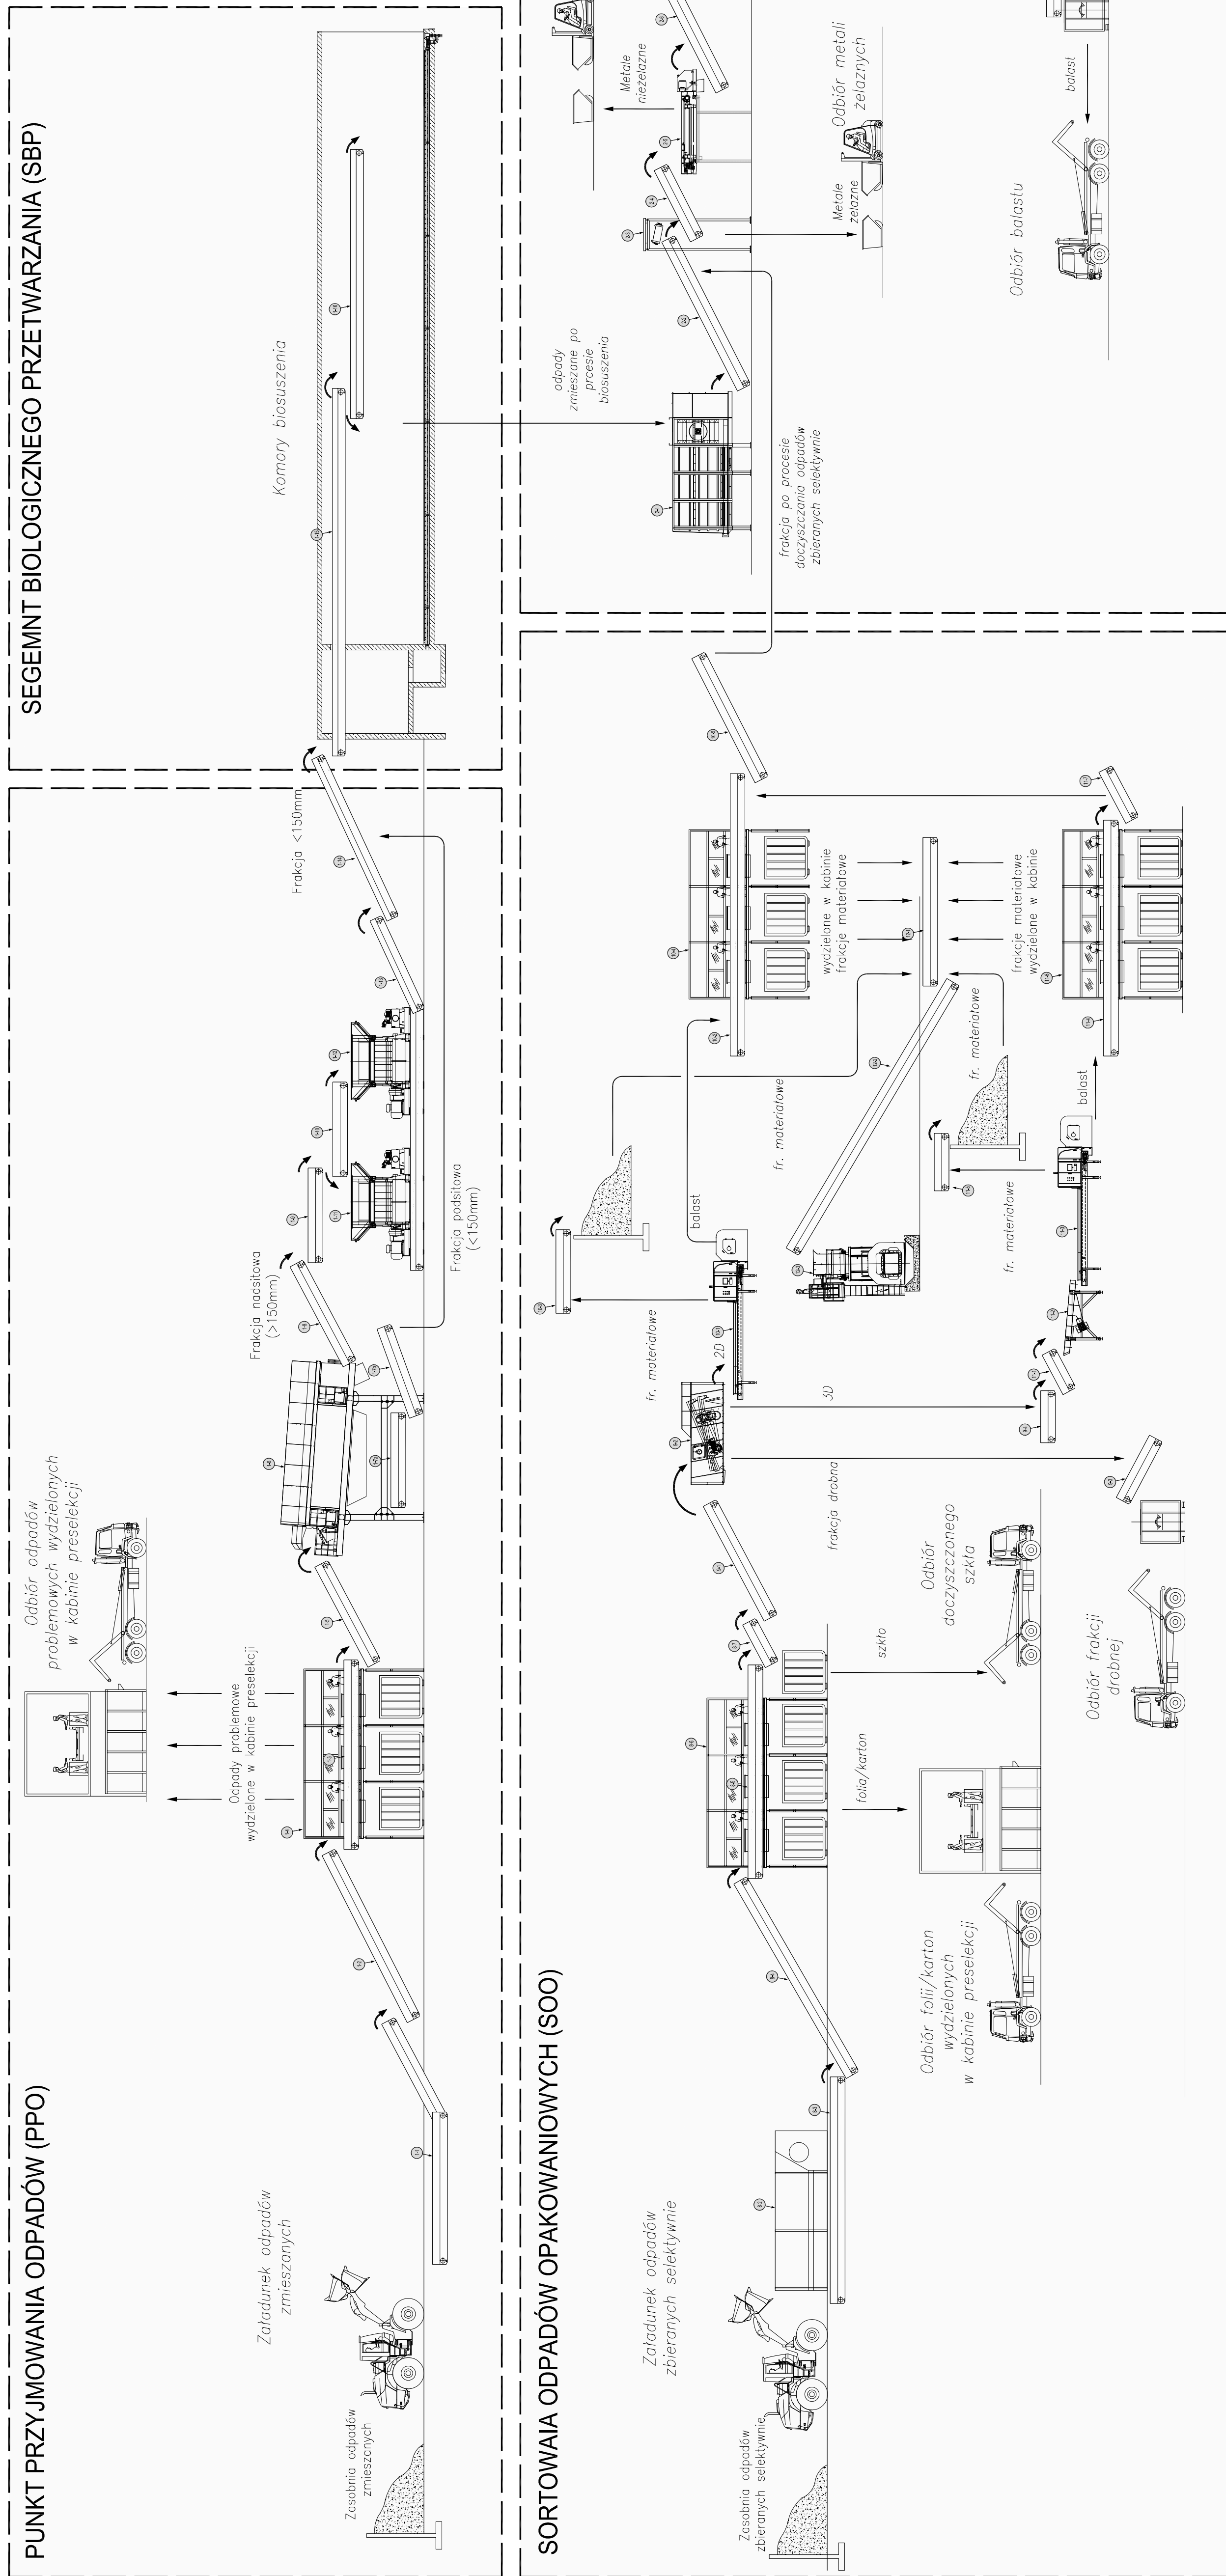 PUNKT PRZYJMOWANIA ODPADÓW (PPO)
Odbiór odpadów
problemowych wydzielonych
w kabinie preselekcji
Odpady problemowe
wydzielone w kabinie preselekcji
Załadunek odpadów
zmieszanych
Zasobnia odpadów
zmieszanych
Frakcja nadsitowa
(>150mm)
Frakcja <150mm
Frakcja podsitowa
(<150mm)
SEGEMNT BIOLOGICZNEGO PRZETWARZANIA (SBP)
Komory biosuszenia
SORTOWAIA ODPADÓW OPAKOWANIOWYCH (SOO)
Załadunek odpadów
zbieranych selektywnie
Zasobnia odpadów
zbieranych selektywnie
folia/karton
szkło
Odbiór folii/karton
wydzielonych
w kabinie preselekcji
Odbiór
doczyszczonego
szkła
Odbiór frakcji
drobnej
frakcja drobna
2D
3D
fr. materiałowe
balast
fr. materiałowe
fr. materiałowe
fr. materiałowe
balast
wydzielone w kabinie
frakcje materiałowe
frakcje materiałowe
wydzielone w kabinie
odpady
zmieszane po
prcesie
biosuszenia
frakcja po procesie
doczyszczania odpadów
zbieranych selektywnie
Metale
nieżelazne
Metale
żelazne
Odbiór metali
żelaznych
Odbiór balastu
balast